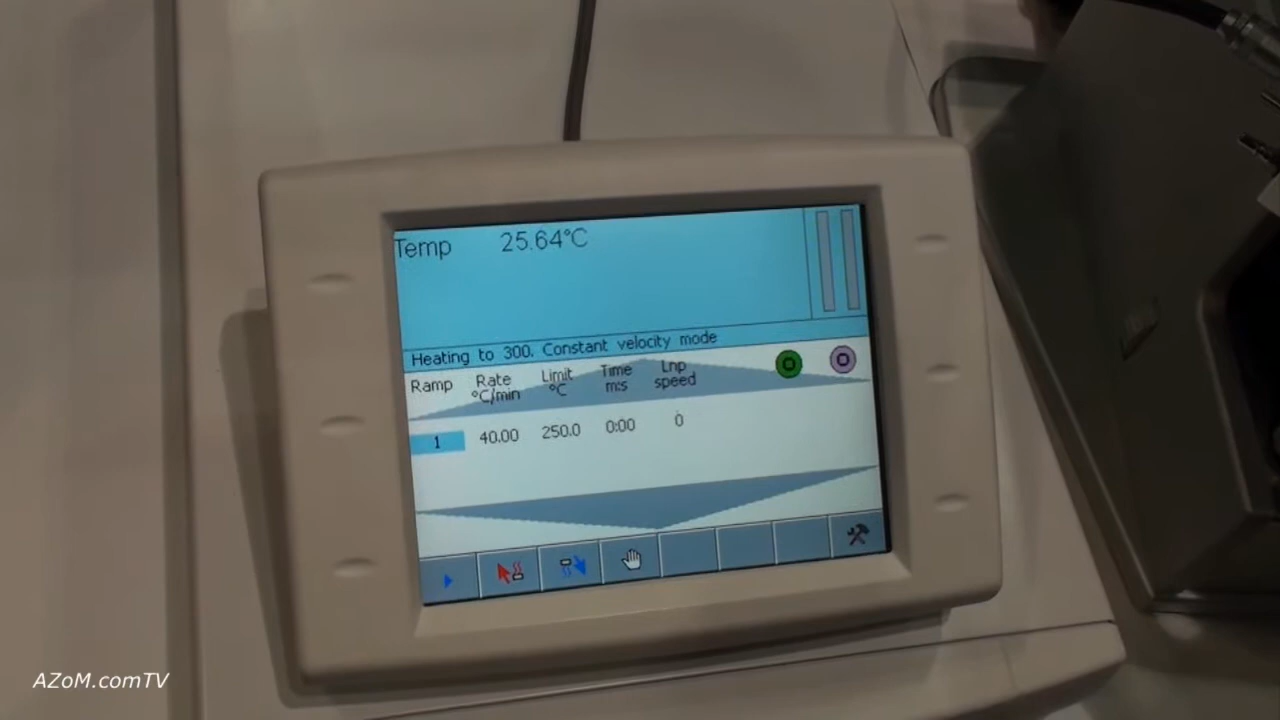 Temp 25.64°C
Heating to 300. Constant velocity mode
Ramp Rate °C/min Limit °C Time m:s Lnp speed
1 40.00 250.0 0:00 0
AZoM.comTV